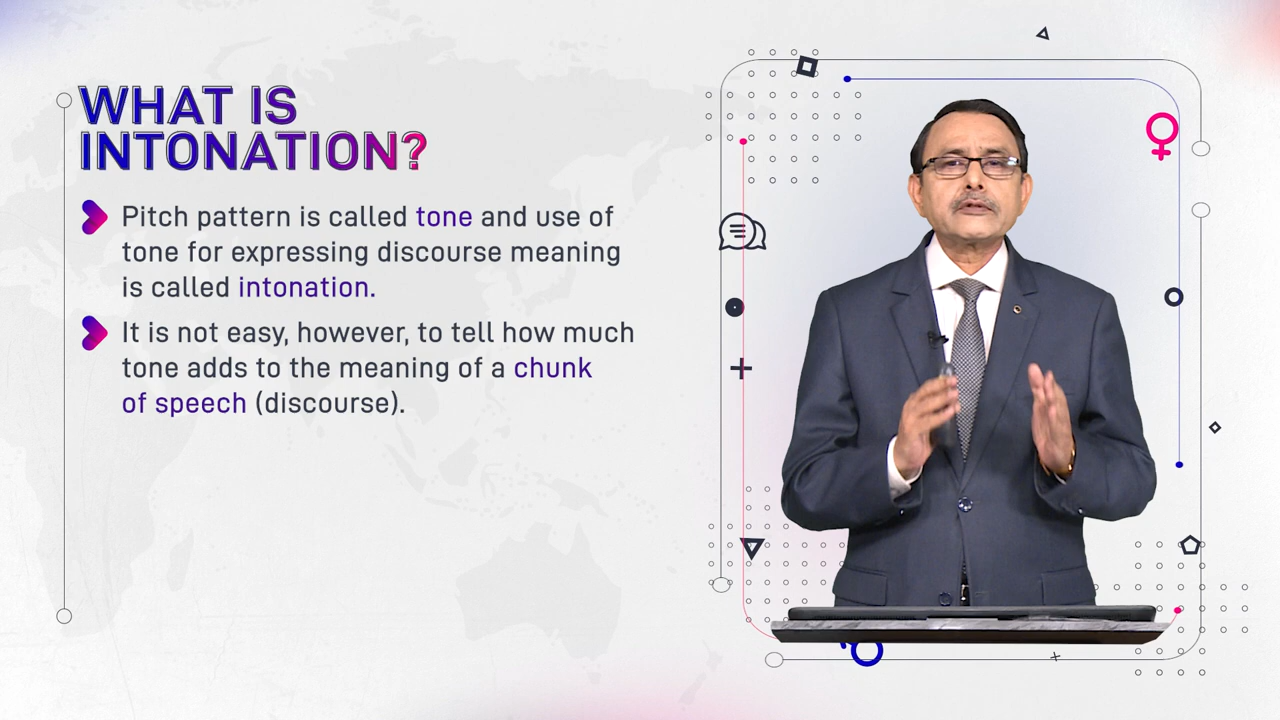 WHAT IS
INTONATION?
Pitch pattern is called tone and use of
tone for expressing discourse meaning
is called intonation.
It is not easy, however, to tell how much
tone adds to the meaning of a chunk
of speech (discourse).